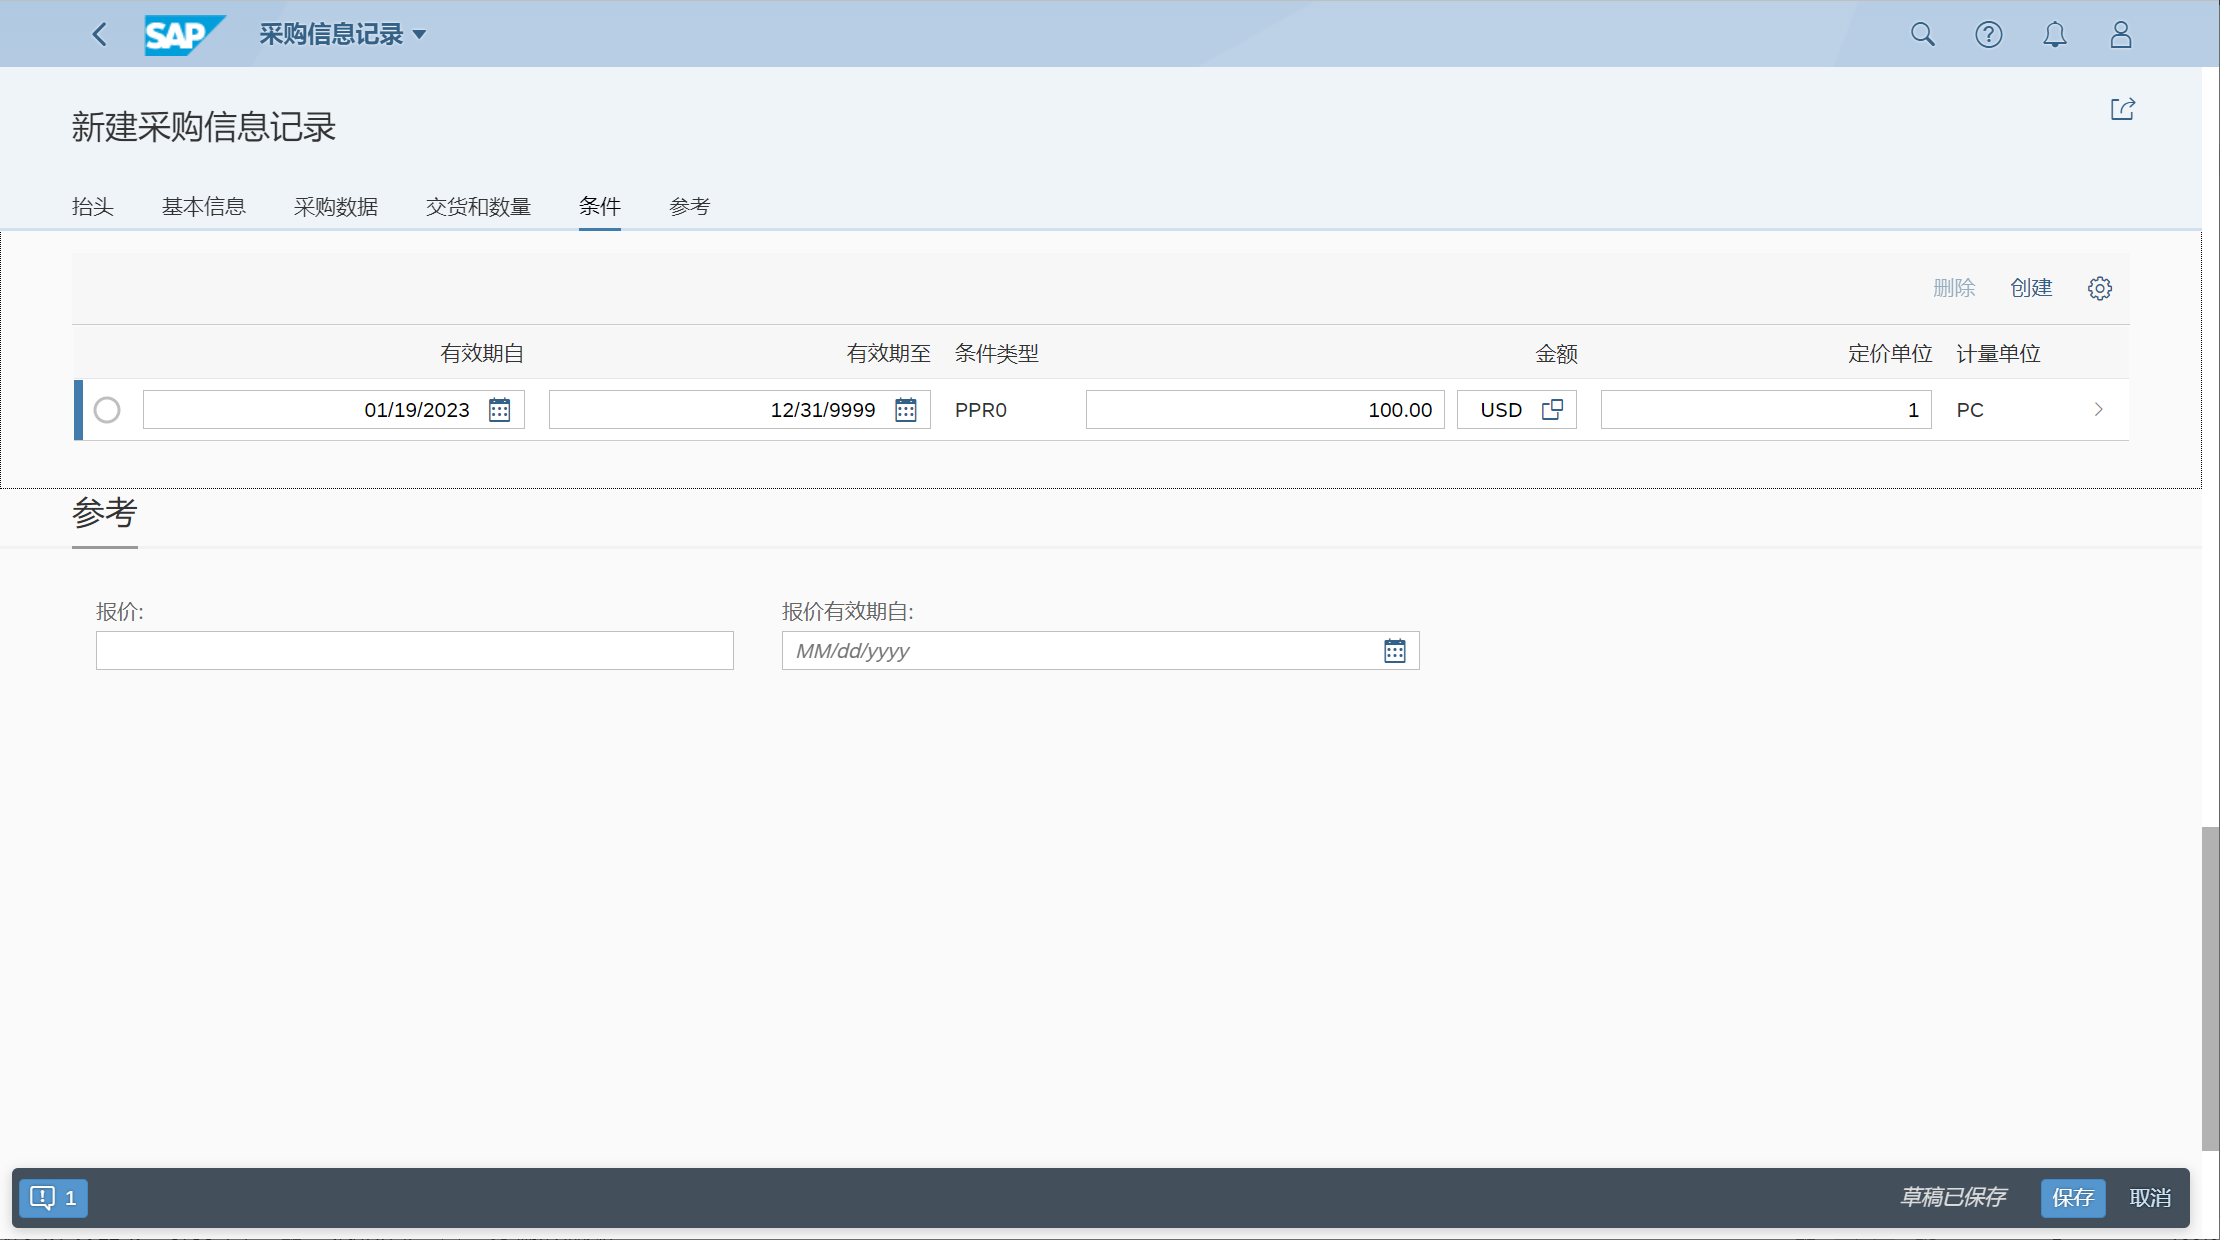 SAP 采购信息记录
新建采购信息记录
抬头 基本信息 采购数据 交货和数量 条件 参考
删除 创建
有效期自 有效期至 条件类型 金额 定价单位 计量单位
01/19/2023 12/31/9999 PPR0 100.00 USD 1 PC
参考
报价: 报价有效期自:
MM/dd/yyyy
1 草稿已保存 保存 取消